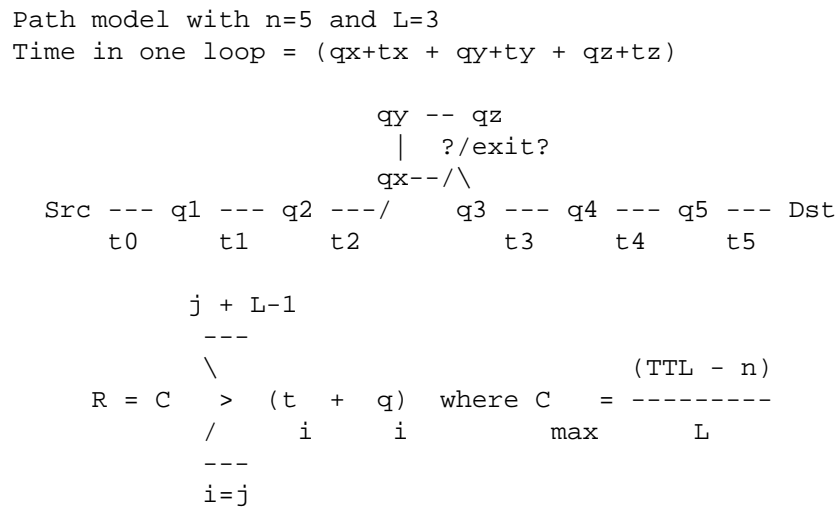 Path model with n=5 and L=3
Time in one loop = (qx+tx + qy+ty + qz+tz)
qy -- qz
| ?/exit?
qx--/\
Src --- q1 --- q2 ---/ q3 --- q4 --- q5 --- Dst
t0 t1 t2 t3 t4 t5
j + L-1
---
\ (TTL - n)
R = C > (t + q) where C = ---------
/ i i max L
---
i=j